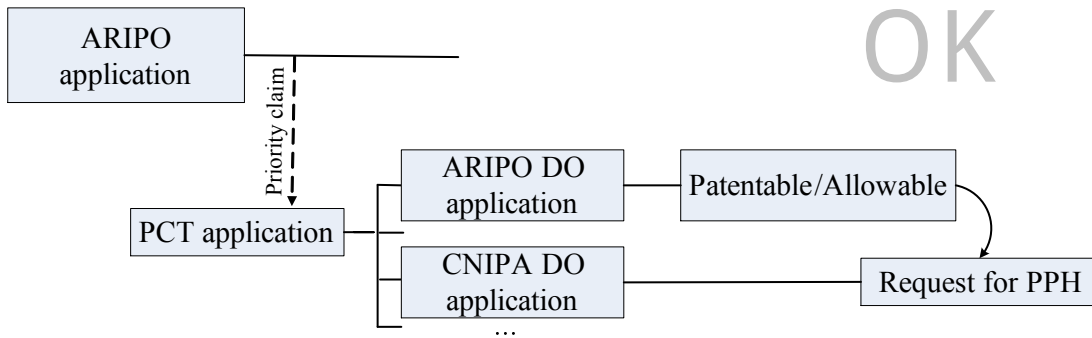 ARIPO
application
OK
Priority claim
ARIPO DO
application
Patentable/Allowable
PCT application
CNIPA DO
application
Request for PPH
...